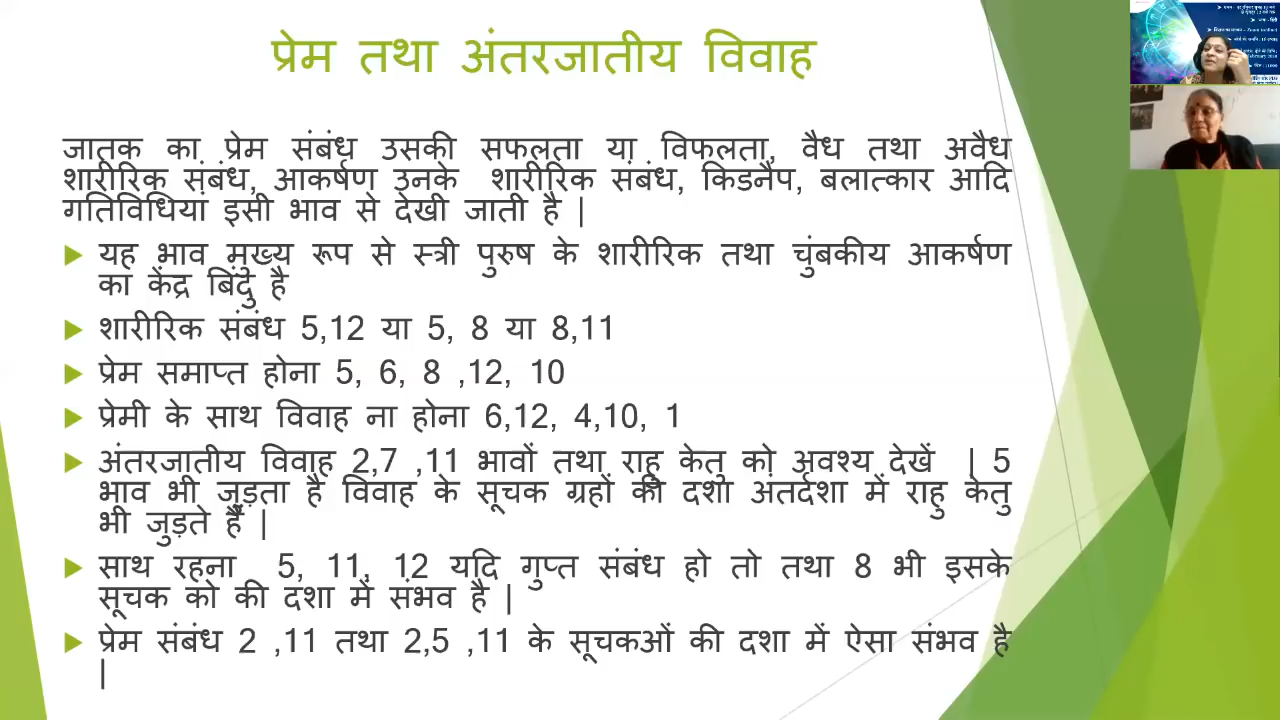 प्रेम तथा अंतरजातीय विवाह
जातक का प्रेम संबंध उसकी सफलता या विफलता, वैध तथा अवैध
शारीरिक संबंध, आकर्षण उनके शारीरिक संबंध, किडनैप, बलात्कार आदि
गतिविधियां इसी भाव से देखी जाती है |
यह भाव मुख्य रूप से स्त्री पुरुष के शारीरिक तथा चुंबकीय आकर्षण
का केंद्र बिंदु है
शारीरिक संबंध 5,12 या 5, 8 या 8,11
प्रेम समाप्त होना 5, 6, 8 ,12, 10
प्रेमी के साथ विवाह ना होना 6,12, 4,10, 1
अंतरजातीय विवाह 2,7 ,11 भावों तथा राहु केतु को अवश्य देखें | 5
भाव भी जुड़ता है विवाह के सूचक ग्रहों की दशा अंतर्दशा में राहु केतु
भी जुड़ते हैं |
साथ रहना 5, 11, 12 यदि गुप्त संबंध हो तो तथा 8 भी इसके
सूचक को की दशा में संभव है |
प्रेम संबंध 2 ,11 तथा 2,5 ,11 के सूचकओं की दशा में ऐसा संभव है
|